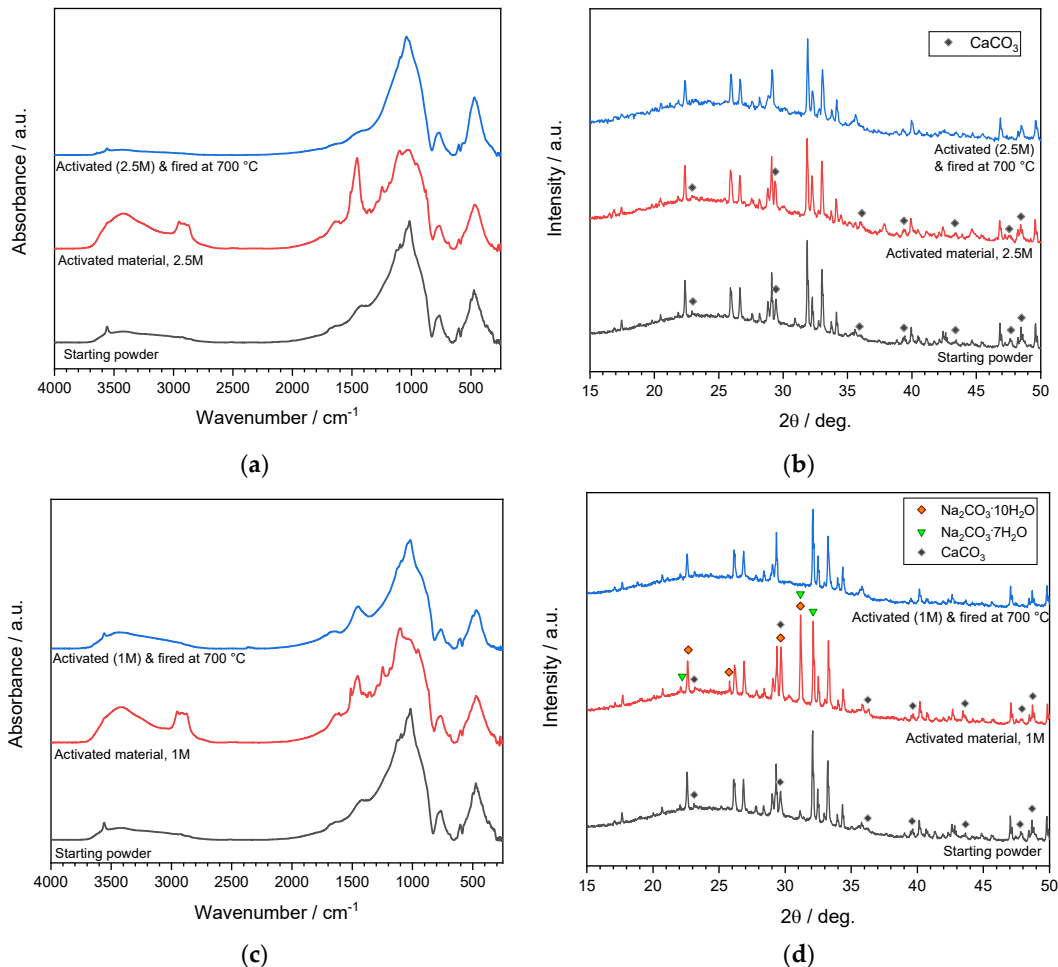 Absorbance / a.u.
Activated (2.5M) & fired at 700 °C
Activated material, 2.5M
Starting powder
4000 3500 3000 2500 2000 1500 1000 500
Wavenumber / cm⁻¹
(a)
Intensity / a.u.
CaCO₃
Activated (2.5M)
& fired at 700 °C
Activated material, 2.5M
Starting powder
15 20 25 30 35 40 45 50
2θ / deg.
(b)
Absorbance / a.u.
Activated (1M) & fired at 700 °C
Activated material, 1M
Starting powder
4000 3500 3000 2500 2000 1500 1000 500
Wavenumber / cm⁻¹
(c)
Intensity / a.u.
Na₂CO₃·10H₂O
Na₂CO₃·7H₂O
CaCO₃
Activated (1M) & fired at 700 °C
Activated material, 1M
Starting powder
15 20 25 30 35 40 45 50
2θ / deg.
(d)